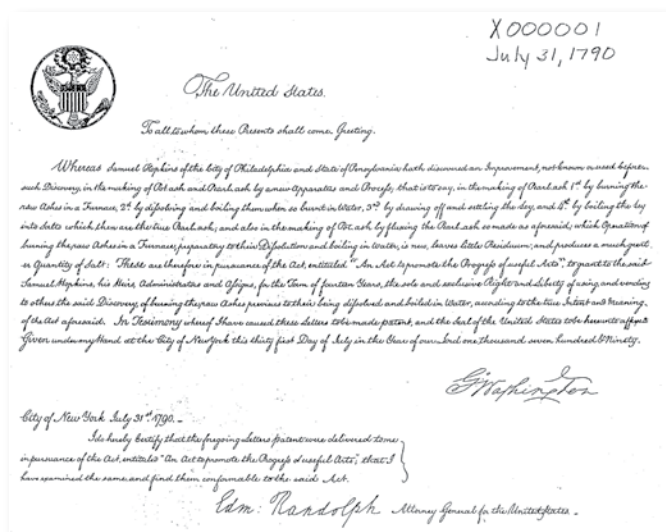 X000001
July 31, 1790
The United States.
To all to whom these Presents shall come, Greeting.
Whereas Samuel Hopkins of the City of Philadelphia and State of Pensylvania hath discovered an Improvement, not known or used before
such Discovery, in the making of Pot ash and Pearl ash by a new Apparatus and Process; that is to say, in the making of Pearl ash 1st by burning the
raw Ashes in a Furnace, 2d by dissolving and boiling them when so burnt in Water, 3rd by drawing off and settling the ley, and 4th by boiling the ley
into Salts which then are the true Pearl ash; and also in the making of Pot ash by fluxing the Pearl ash so made as aforesaid; which Operation of
burning the raw Ashes in a Furnace, preparatory to their Dissolution and boiling in Water, is new, leaves little Residuum; and produces a much great
er Quantity of Salt: These are therefore in pursuance of the Act, entituled "An Act to promote the Progress of useful Arts", to grant to the said
Samuel Hopkins, his Heirs, Administrators and Assigns, for the Term of fourteen Years, the sole and exclusive Right and Liberty of using, and vending
to others the said Discovery, of burning the raw Ashes previous to their being dissolved and boiled in Water, according to the true Intent and Meaning
of the Act aforesaid. In Testimony whereof I have caused these Letters to be made patent, and the Seal of the United States to be hereunto affixed
Given under my Hand at the City of New York this thirty first Day of July in the Year of our Lord one thousand seven hundred & Ninety.
G Washington
City of New York July 31st 1790. -
I do hereby Certify that the foregoing Letters patent were delivered to me
in pursuance of the Act, entituled "An Act to promote the Progress of useful Arts"; that I
have examined the same and find them conformable to the said Act.
Edm: Randolph Attorney General for the United States.